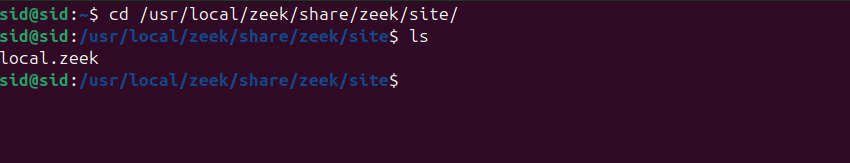 sid@sid:~$ cd /usr/local/zeek/share/zeek/site/
sid@sid:/usr/local/zeek/share/zeek/site$ ls
local.zeek
sid@sid:/usr/local/zeek/share/zeek/site$